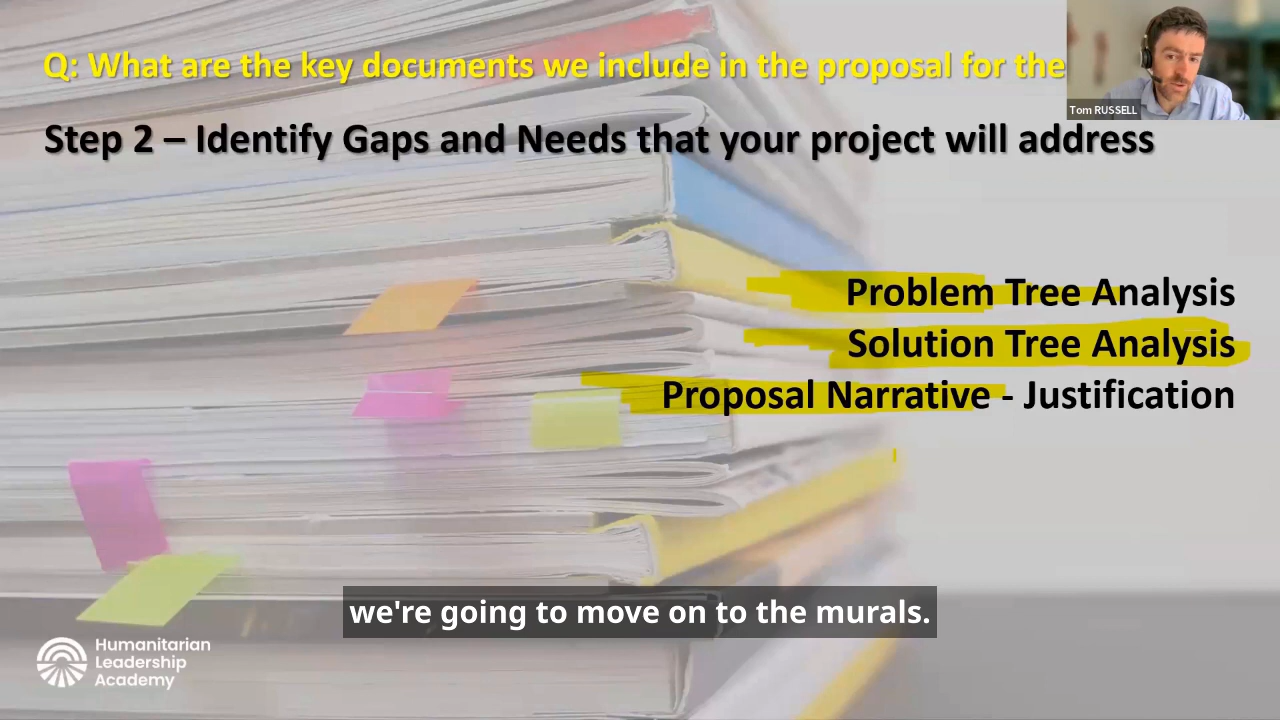 Q: What are the key documents we include in the proposal for the
Tom RUSSELL
Step 2 – Identify Gaps and Needs that your project will address
Problem Tree Analysis
Solution Tree Analysis
Proposal Narrative - Justification
we're going to move on to the murals.
Humanitarian
Leadership
Academy